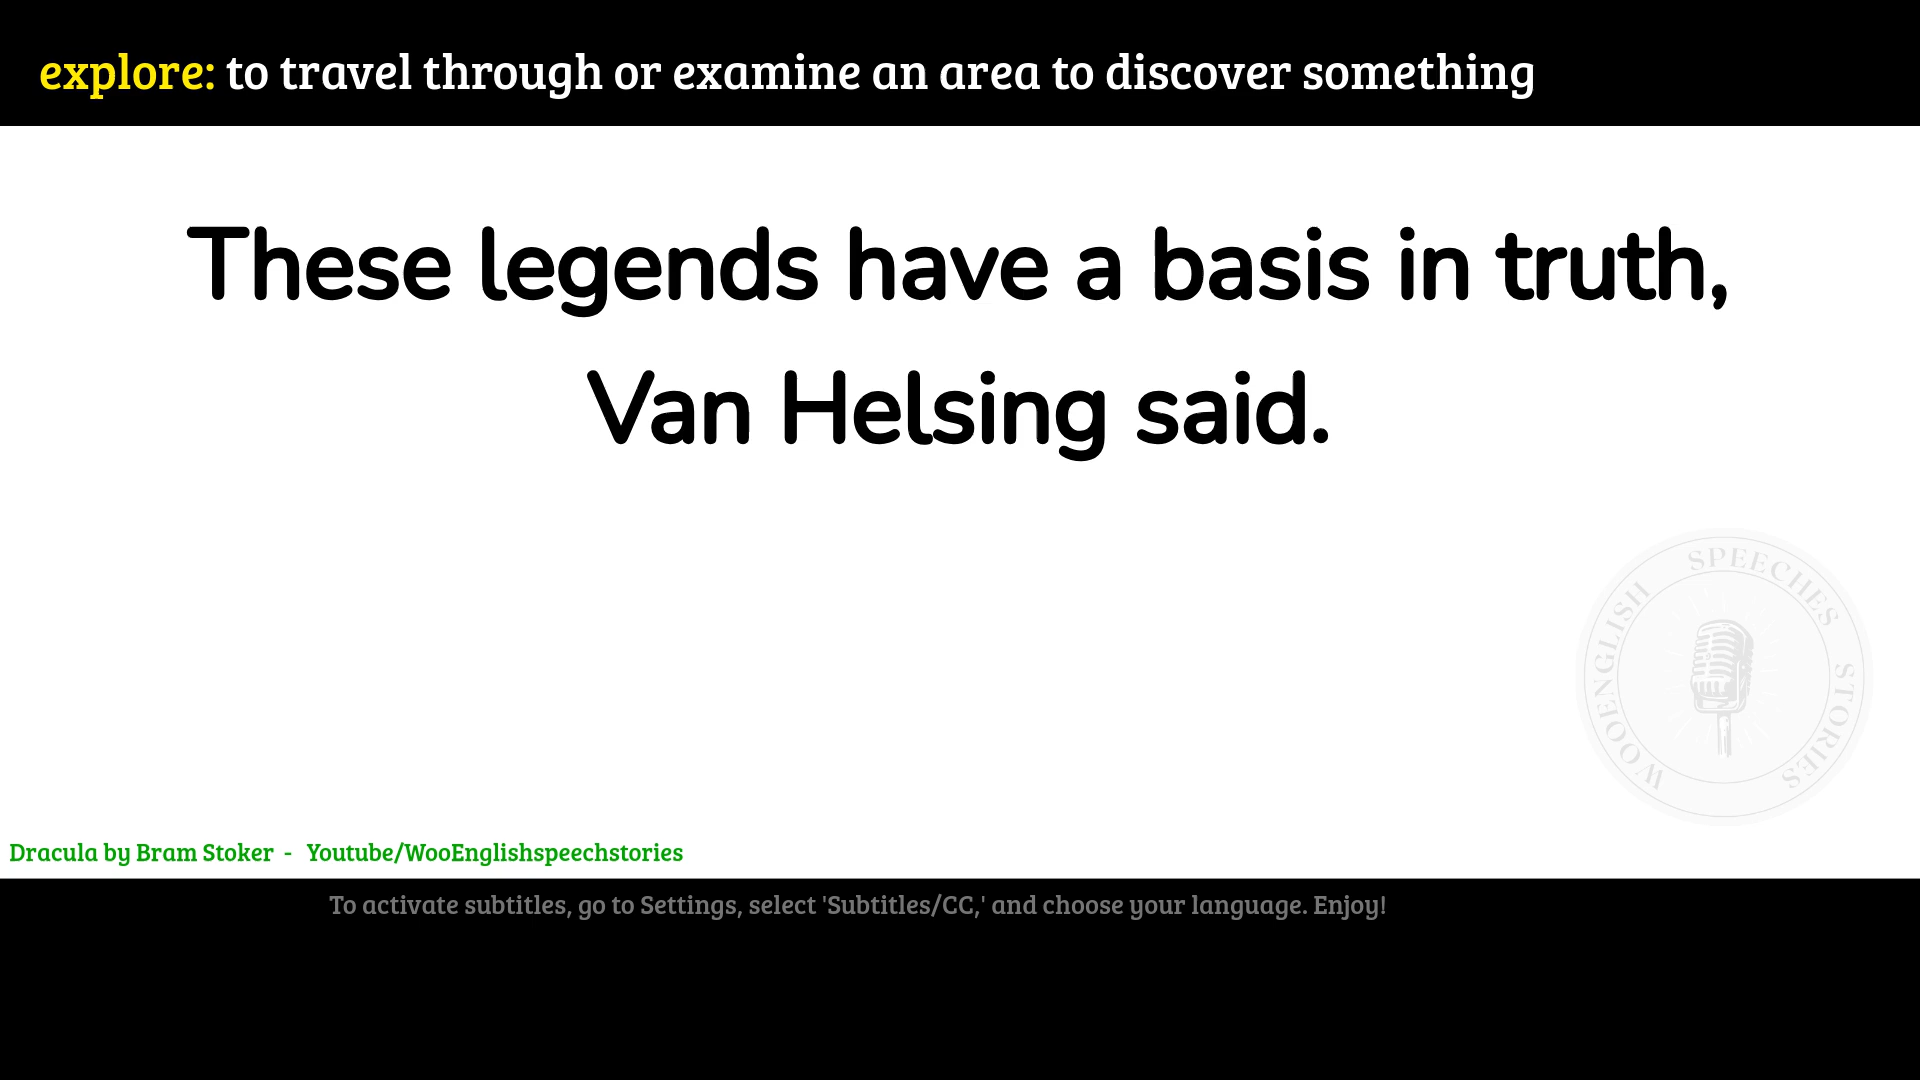 explore: to travel through or examine an area to discover something
These legends have a basis in truth,
Van Helsing said.
WOOENGLISH SPEECHES STORIES
Dracula by Bram Stoker - Youtube/WooEnglishspeechstories
To activate subtitles, go to Settings, select 'Subtitles/CC,' and choose your language. Enjoy!